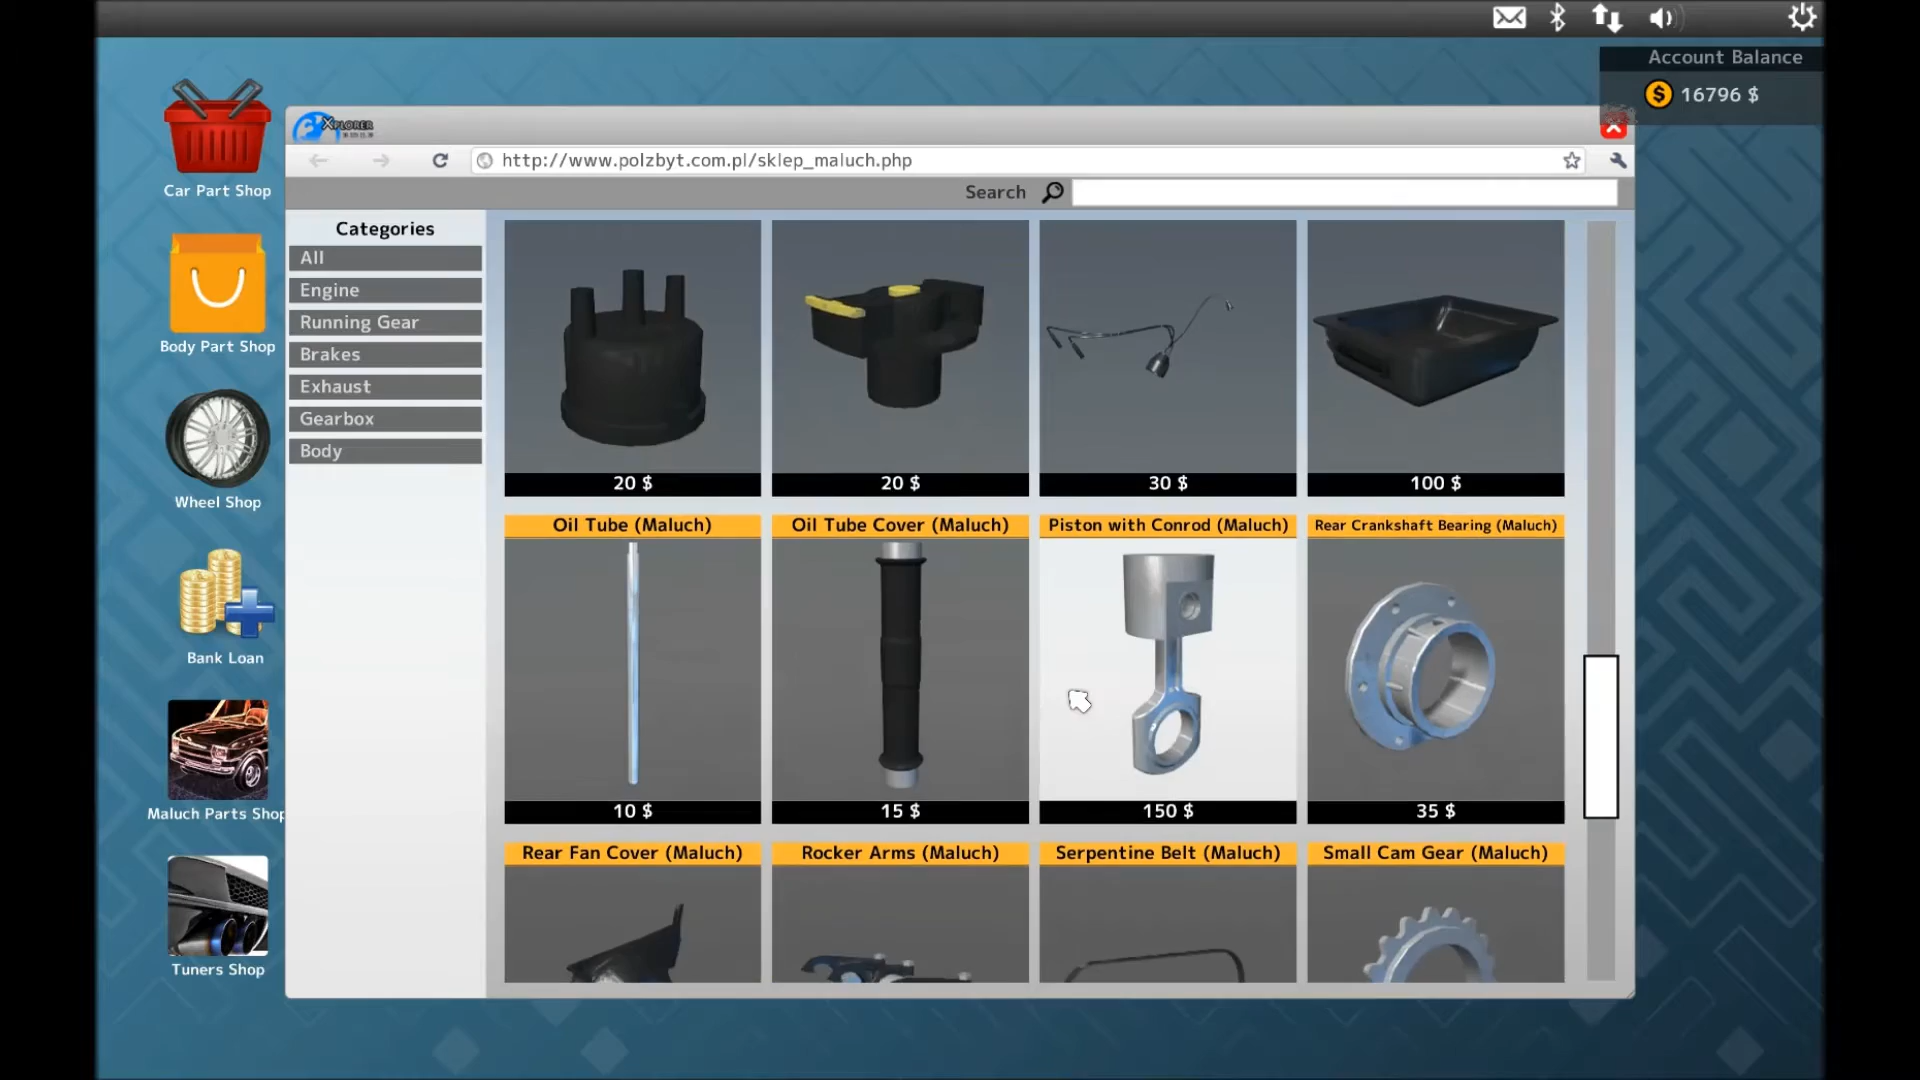 Account Balance
$ 16796 $
XPLORER
http://www.polzbyt.com.pl/sklep_maluch.php
Search
Car Part Shop
Body Part Shop
Wheel Shop
Bank Loan
Maluch Parts Shop
Tuners Shop
Categories
All
Engine
Running Gear
Brakes
Exhaust
Gearbox
Body
20 $
20 $
30 $
100 $
Oil Tube (Maluch)
Oil Tube Cover (Maluch)
Piston with Conrod (Maluch)
Rear Crankshaft Bearing (Maluch)
10 $
15 $
150 $
35 $
Rear Fan Cover (Maluch)
Rocker Arms (Maluch)
Serpentine Belt (Maluch)
Small Cam Gear (Maluch)